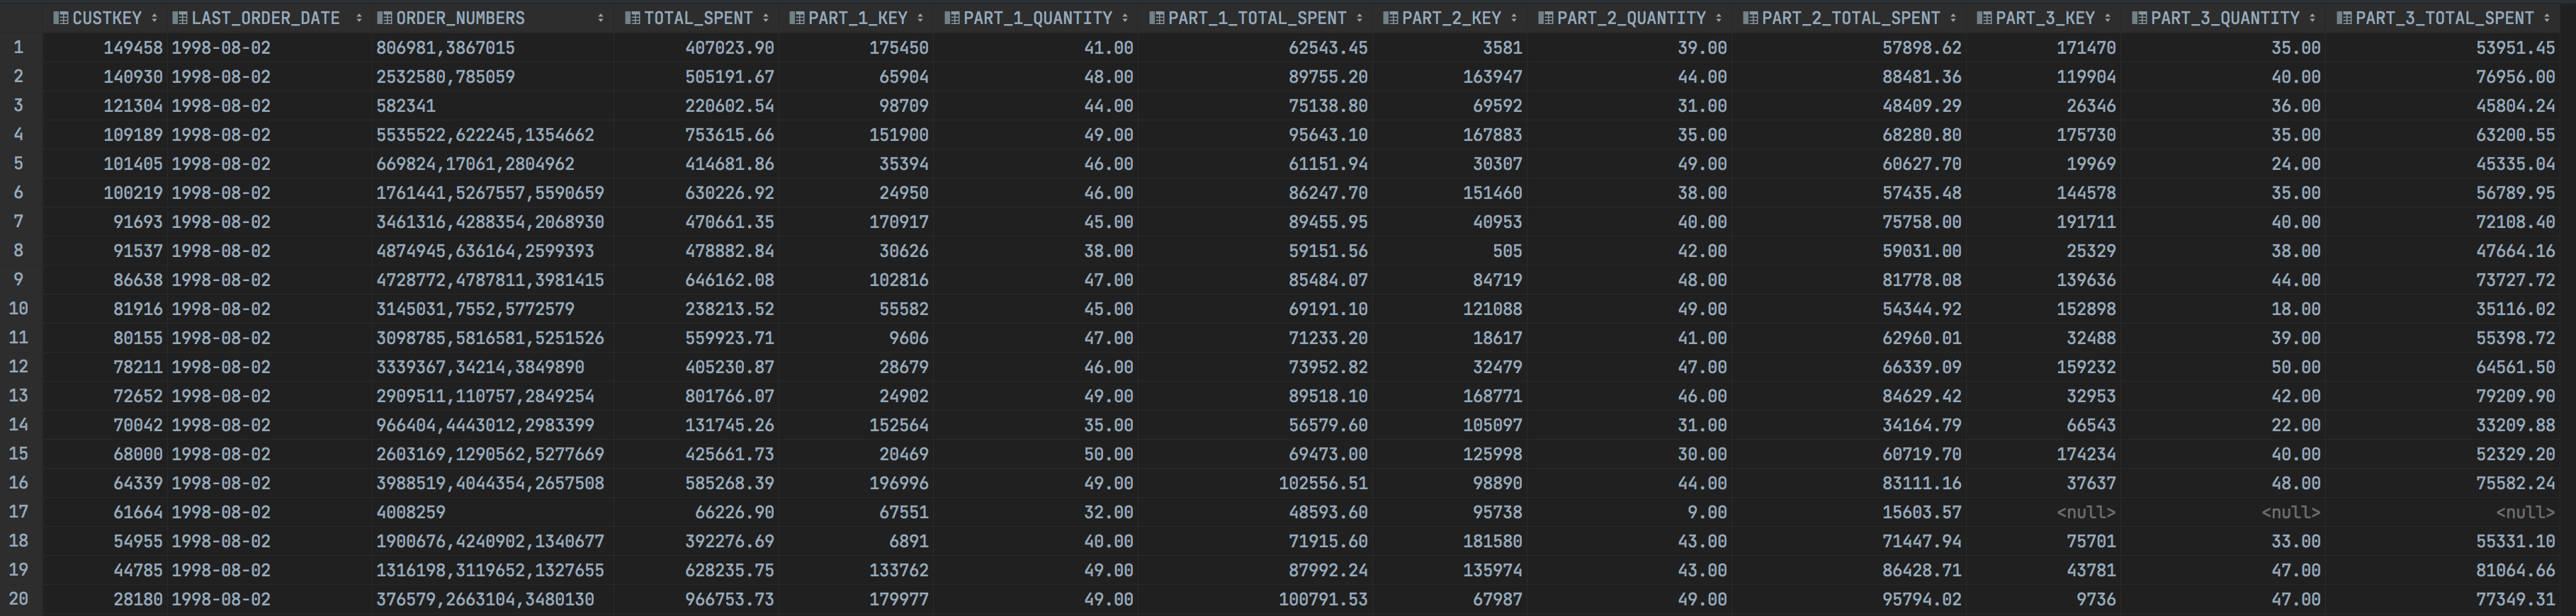 CUSTKEY LAST_ORDER_DATE ORDER_NUMBERS TOTAL_SPENT PART_1_KEY PART_1_QUANTITY PART_1_TOTAL_SPENT PART_2_KEY PART_2_QUANTITY PART_2_TOTAL_SPENT PART_3_KEY PART_3_QUANTITY PART_3_TOTAL_SPENT
1 149458 1998-08-02 806981,3867015 407023.90 175450 41.00 62543.45 3581 39.00 57898.62 171470 35.00 53951.45
2 140930 1998-08-02 2532580,785059 505191.67 65904 48.00 89755.20 163947 44.00 88481.36 119904 40.00 76956.00
3 121304 1998-08-02 582341 220602.54 98709 44.00 75138.80 69592 31.00 48409.29 26346 36.00 45804.24
4 109189 1998-08-02 5535522,622245,1354662 753615.66 151900 49.00 95643.10 167883 35.00 68280.80 175730 35.00 63200.55
5 101405 1998-08-02 669824,17061,2804962 414681.86 35394 46.00 61151.94 30307 49.00 60627.70 19969 24.00 45335.04
6 100219 1998-08-02 1761441,5267557,5590659 630226.92 24950 46.00 86247.70 151460 38.00 57435.48 144578 35.00 56789.95
7 91693 1998-08-02 3461316,4288354,2068930 470661.35 170917 45.00 89455.95 40953 40.00 75758.00 191711 40.00 72108.40
8 91537 1998-08-02 4874945,636164,2599393 478882.84 30626 38.00 59151.56 505 42.00 59031.00 25329 38.00 47664.16
9 86638 1998-08-02 4728772,4787811,3981415 646162.08 102816 47.00 85484.07 84719 48.00 81778.08 139636 44.00 73727.72
10 81916 1998-08-02 3145031,7552,5772579 238213.52 55582 45.00 69191.10 121088 49.00 54344.92 152898 18.00 35116.02
11 80155 1998-08-02 3098785,5816581,5251526 559923.71 9606 47.00 71233.20 18617 41.00 62960.01 32488 39.00 55398.72
12 78211 1998-08-02 3339367,34214,3849890 405230.87 28679 46.00 73952.82 32479 47.00 66339.09 159232 50.00 64561.50
13 72652 1998-08-02 2909511,110757,2849254 801766.07 24902 49.00 89518.10 168771 46.00 84629.42 32953 42.00 79209.90
14 70042 1998-08-02 966404,4443012,2983399 131745.26 152564 35.00 56579.60 105097 31.00 34164.79 66543 22.00 33209.88
15 68000 1998-08-02 2603169,1290562,5277669 425661.73 20469 50.00 69473.00 125998 30.00 60719.70 174234 40.00 52329.20
16 64339 1998-08-02 3988519,4044354,2657508 585268.39 196996 49.00 102556.51 98890 44.00 83111.16 37637 48.00 75582.24
17 61664 1998-08-02 4008259 66226.90 67551 32.00 48593.60 95738 9.00 15603.57 <null> <null> <null>
18 54955 1998-08-02 1900676,4240902,1340677 392276.69 6891 40.00 71915.60 181580 43.00 71447.94 75701 33.00 55331.10
19 44785 1998-08-02 1316198,3119652,1327655 628235.75 133762 49.00 87992.24 135974 43.00 86428.71 43781 47.00 81064.66
20 28180 1998-08-02 376579,2663104,3480130 966753.73 179977 49.00 100791.53 67987 49.00 95794.02 9736 47.00 77349.31